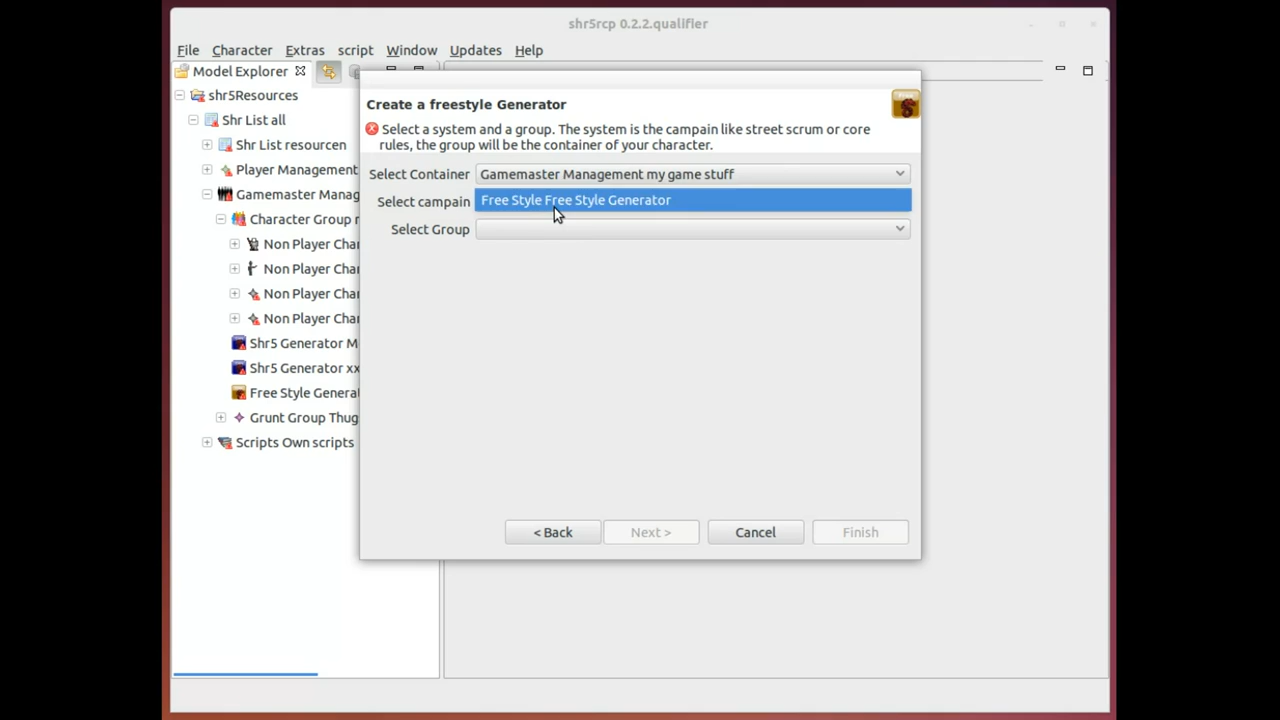 shr5rcp 0.2.2.qualifier
File Character Extras script Window Updates Help
Model Explorer
shr5Resources
Shr List all
Shr List resourcen
Player Management
Gamemaster Manag
Character Group r
Non Player Char
Non Player Char
Non Player Char
Non Player Char
Shr5 Generator M
Shr5 Generator xx
Free Style Generat
Grunt Group Thug
Scripts Own scripts
Create a freestyle Generator
Select a system and a group. The system is the campain like street scrum or core
rules, the group will be the container of your character.
Select Container Gamemaster Management my game stuff
Select campain Free Style Free Style Generator
Select Group
< Back Next > Cancel Finish